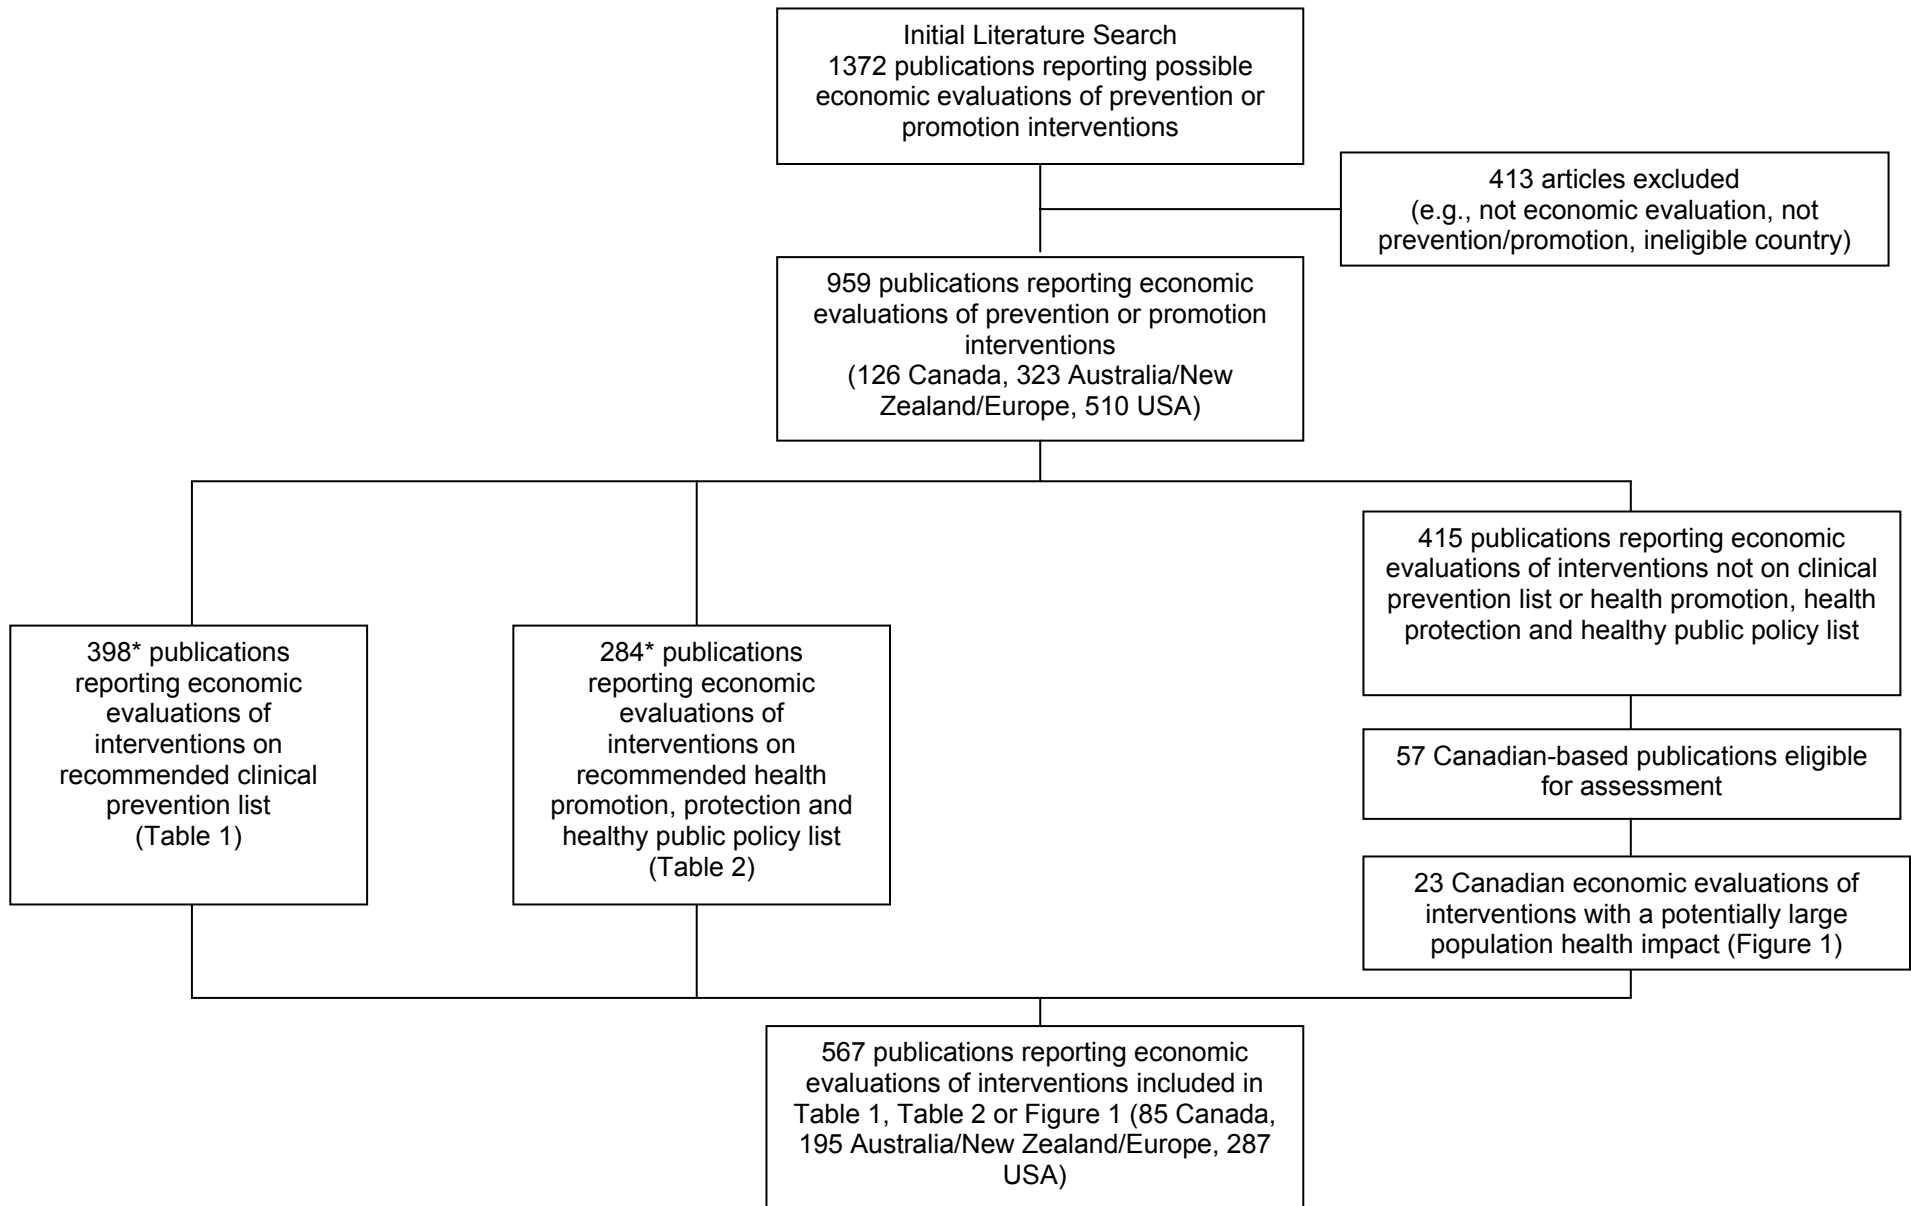 Initial Literature Search
1372 publications reporting possible
economic evaluations of prevention or
promotion interventions
413 articles excluded
(e.g., not economic evaluation, not
prevention/promotion, ineligible country)
959 publications reporting economic
evaluations of prevention or promotion
interventions
(126 Canada, 323 Australia/New
Zealand/Europe, 510 USA)
398* publications
reporting economic
evaluations of
interventions on
recommended clinical
prevention list
(Table 1)
284* publications
reporting economic
evaluations of
interventions on
recommended health
promotion, protection and
healthy public policy list
(Table 2)
415 publications reporting economic
evaluations of interventions not on clinical
prevention list or health promotion, health
protection and healthy public policy list
57 Canadian-based publications eligible
for assessment
23 Canadian economic evaluations of
interventions with a potentially large
population health impact (Figure 1)
567 publications reporting economic
evaluations of interventions included in
Table 1, Table 2 or Figure 1 (85 Canada,
195 Australia/New Zealand/Europe, 287
USA)